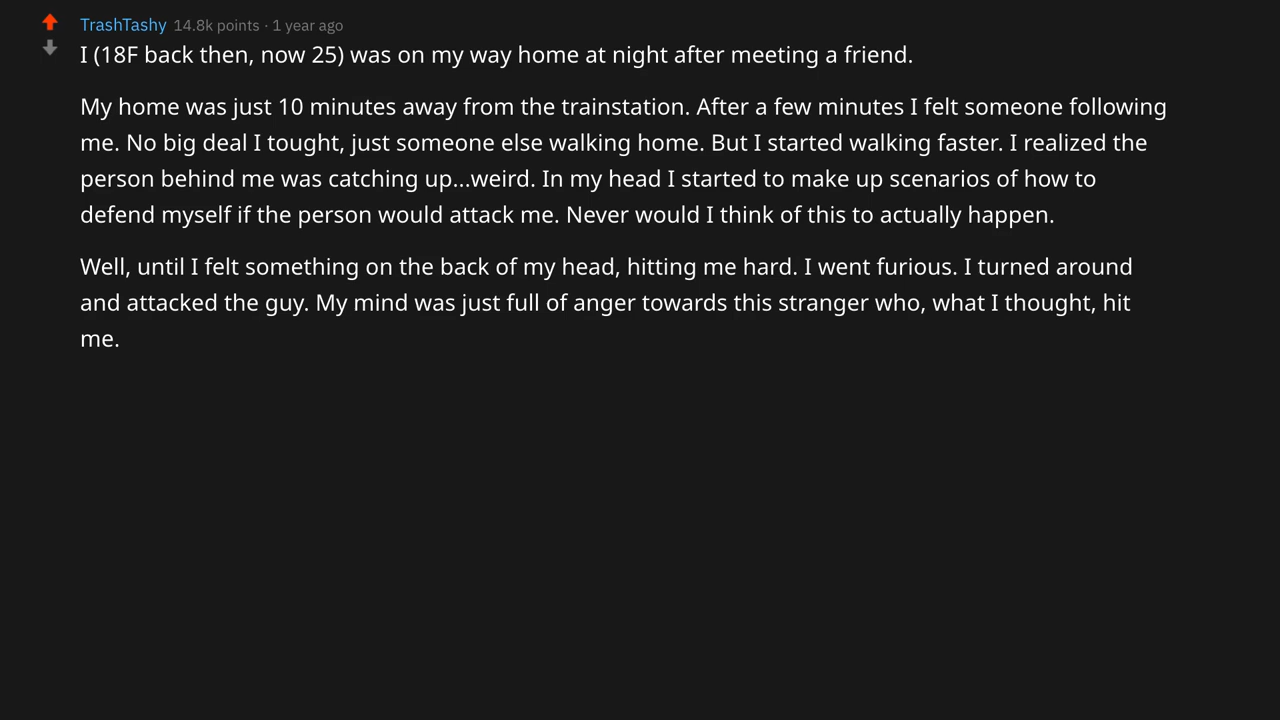 TrashTashy 14.8k points · 1 year ago
I (18F back then, now 25) was on my way home at night after meeting a friend.
My home was just 10 minutes away from the trainstation. After a few minutes I felt someone following
me. No big deal I tought, just someone else walking home. But I started walking faster. I realized the
person behind me was catching up...weird. In my head I started to make up scenarios of how to
defend myself if the person would attack me. Never would I think of this to actually happen.
Well, until I felt something on the back of my head, hitting me hard. I went furious. I turned around
and attacked the guy. My mind was just full of anger towards this stranger who, what I thought, hit
me.